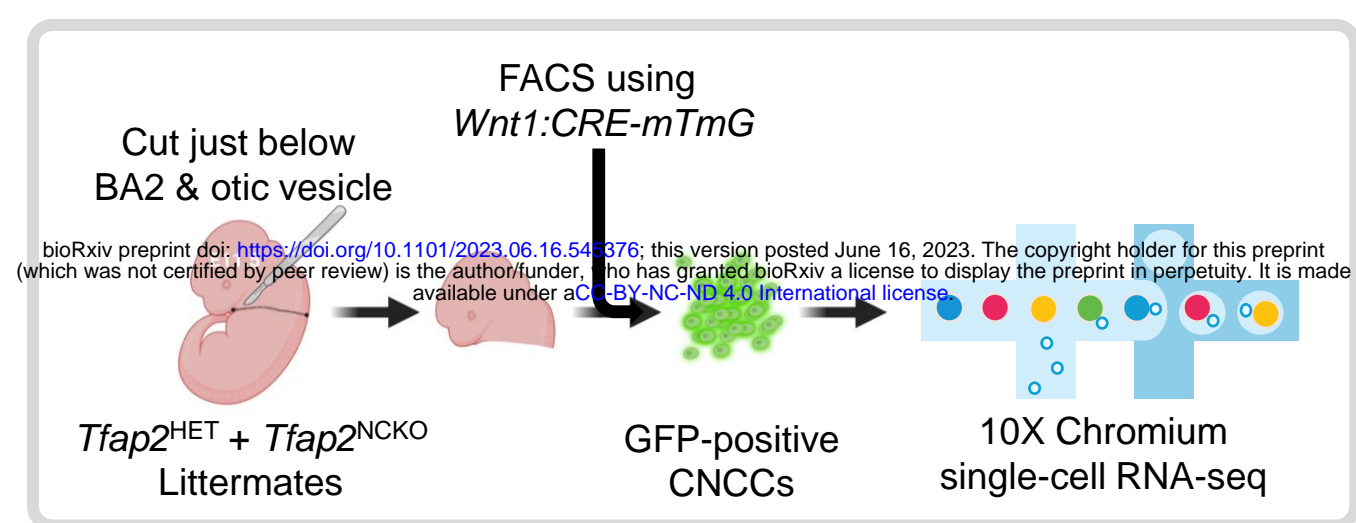 FACS using
Wnt1:CRE-mTmG
Cut just below
BA2 & otic vesicle
bioRxiv preprint doi: https://doi.org/10.1101/2023.06.16.545376; this version posted June 16, 2023. The copyright holder for this preprint
(which was not certified by peer review) is the author/funder, who has granted bioRxiv a license to display the preprint in perpetuity. It is made
available under aCC-BY-NC-ND 4.0 International license.
Tfap2HET + Tfap2NCKO
Littermates
GFP-positive
CNCCs
10X Chromium
single-cell RNA-seq